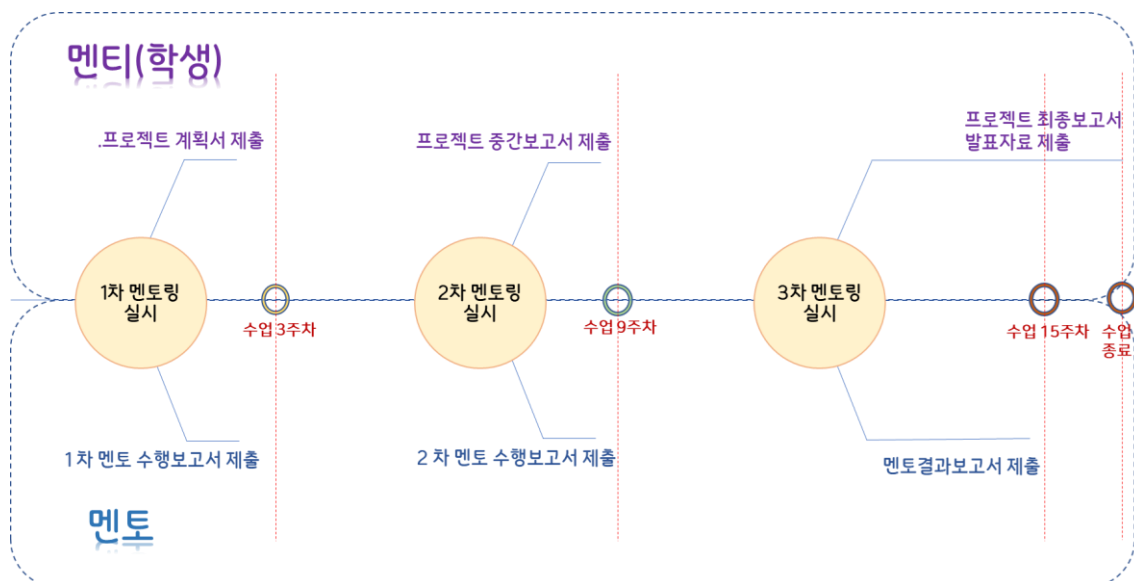 멘티(학생)
.프로젝트 계획서 제출
프로젝트 중간보고서 제출
프로젝트 최종보고서
발표자료 제출
1차 멘토링
실시
2차 멘토링
실시
3차 멘토링
실시
수업 3주차
수업 9주차
수업 15주차
수업
종료
1차 멘토 수행보고서 제출
2 차 멘토 수행보고서 제출
멘토결과보고서 제출
멘토